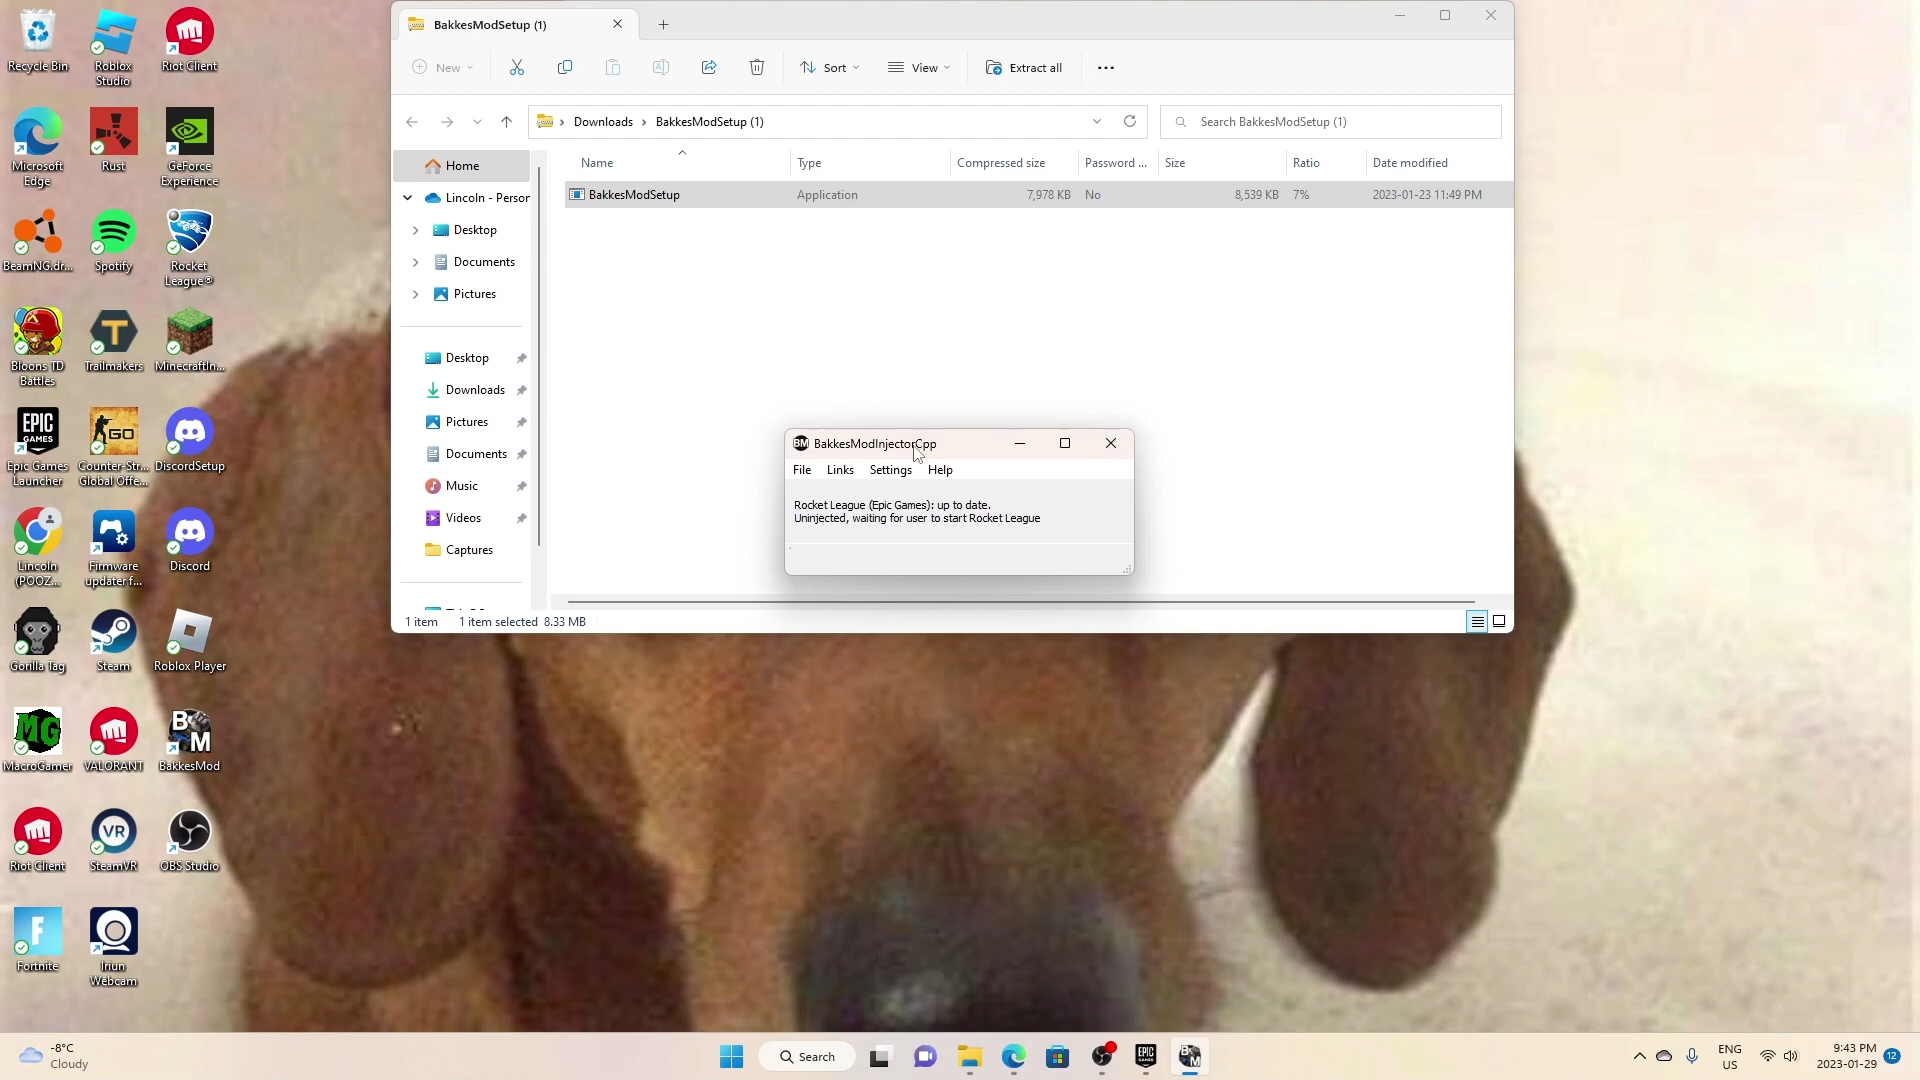 Recycle Bin
Roblox
Studio
Riot Client
Microsoft
Edge
Rust
GeForce
Experience
BeamNG.dr...
Spotify
Rocket
League®
Bloons TD
Battles
Trailmakers
MinecraftIn...
EPIC
GAMES
GO
Epic Games
Launcher
Counter-Str...
Global Offe...
DiscordSetup
Lincoln
(POOZ...
Firmware
updater f...
Discord
Gorilla Tag
Steam
Roblox Player
MG
B
M
MacroGamer
VALORANT
BakkesMod
VR
Riot Client
SteamVR
OBS Studio
F
Fortnite
Iriun
Webcam
BakkesModSetup (1)
New
Sort
View
Extract all
Downloads
BakkesModSetup (1)
Search BakkesModSetup (1)
Home
Lincoln - Person
Desktop
Documents
Pictures
Desktop
Downloads
Pictures
Documents
Music
Videos
Captures
Name
Type
Compressed size
Password ...
Size
Ratio
Date modified
BakkesModSetup
Application
7,978 KB
No
8,539 KB
7%
2023-01-23 11:49 PM
BM
BakkesModInjectorCpp
File
Links
Settings
Help
Rocket League (Epic Games): up to date.
Uninjected, waiting for user to start Rocket League
1 item
1 item selected 8.33 MB
-8°C
Cloudy
Search
EPIC
B
M
ENG
US
9:43 PM
2023-01-29
12